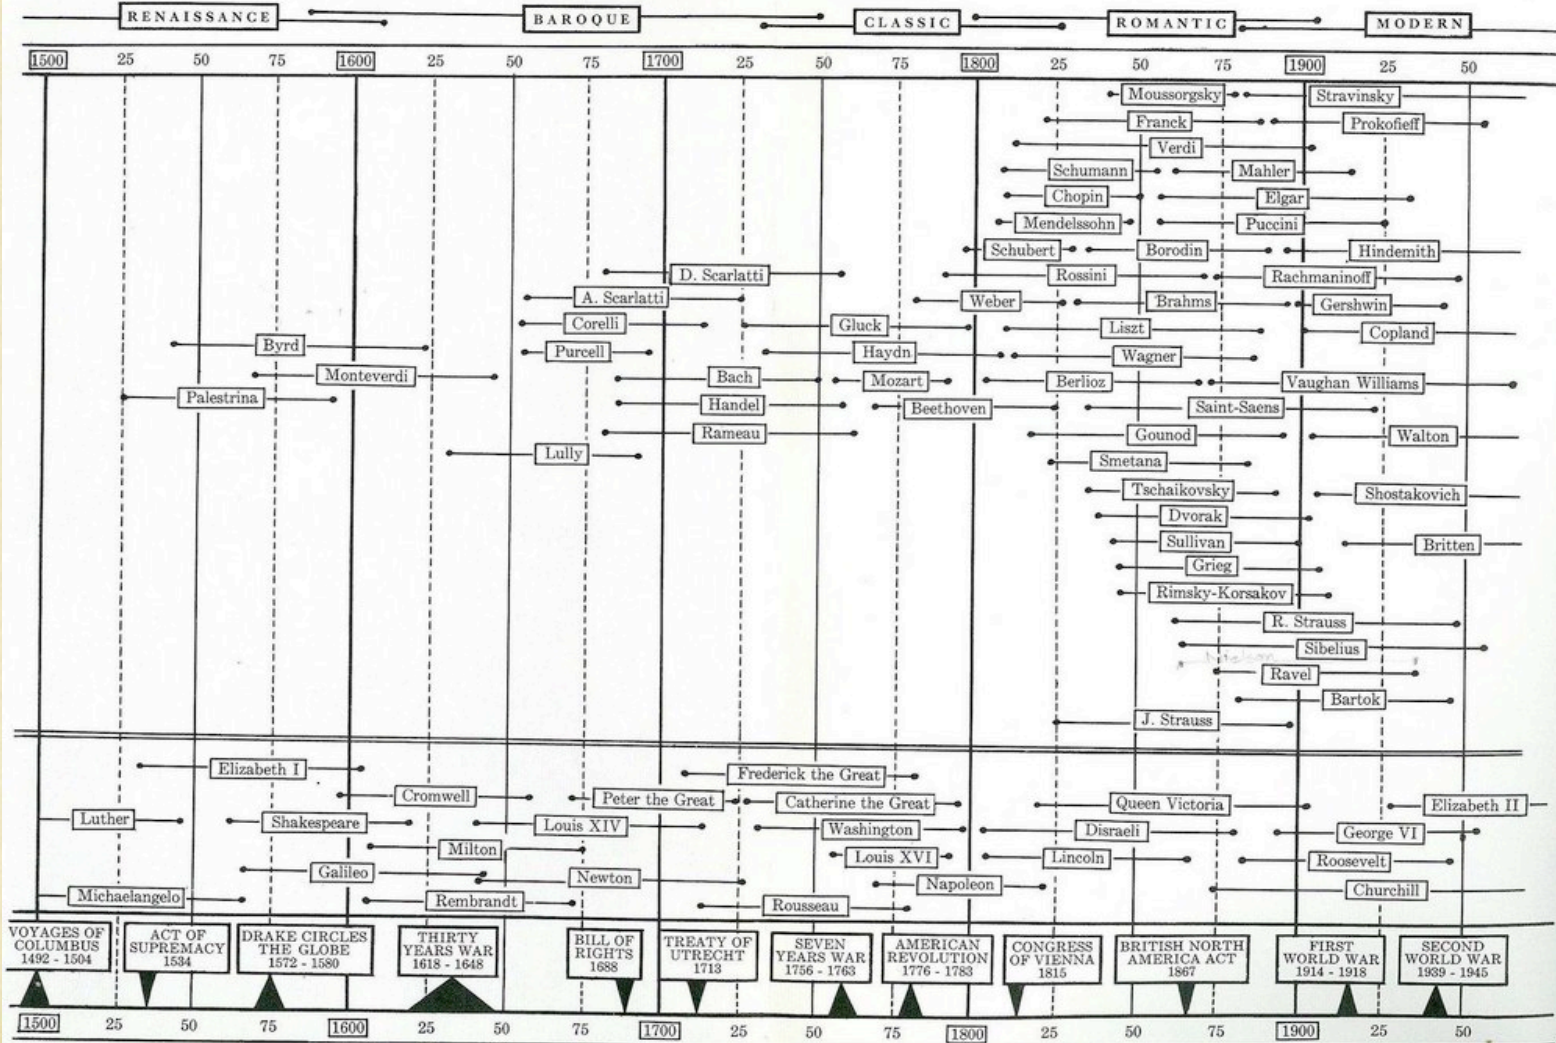 RENAISSANCE BAROQUE CLASSIC ROMANTIC MODERN
1500 25 50 75 1600 25 50 75 1700 25 50 75 1800 25 50 75 1900 25 50
Moussorgsky Stravinsky
Franck Prokofieff
Verdi
Schumann Mahler
Chopin Elgar
Mendelssohn Puccini
Schubert Borodin Hindemith
D. Scarlatti Rossini Rachmaninoff
A. Scarlatti Weber Brahms Gershwin
Corelli Gluck Liszt Copland
Byrd Purcell Haydn Wagner
Monteverdi Bach Mozart Berlioz Vaughan Williams
Palestrina Handel Beethoven Saint-Saens
Rameau Gounod Walton
Lully Smetana
Tschaikovsky Shostakovich
Dvorak
Sullivan Britten
Grieg
Rimsky-Korsakov
R. Strauss
Sibelius
Ravel
Bartok
J. Strauss
Elizabeth I Frederick the Great
Cromwell Peter the Great Catherine the Great Queen Victoria Elizabeth II
Luther Shakespeare Louis XIV Washington Disraeli George VI
Milton Louis XVI Lincoln Roosevelt
Galileo Newton Napoleon Churchill
Michaelangelo Rembrandt Rousseau
VOYAGES OF COLUMBUS 1492 - 1504
ACT OF SUPREMACY 1534
DRAKE CIRCLES THE GLOBE 1572 - 1580
THIRTY YEARS WAR 1618 - 1648
BILL OF RIGHTS 1688
TREATY OF UTRECHT 1713
SEVEN YEARS WAR 1756 - 1763
AMERICAN REVOLUTION 1776 - 1783
CONGRESS OF VIENNA 1815
BRITISH NORTH AMERICA ACT 1867
FIRST WORLD WAR 1914 - 1918
SECOND WORLD WAR 1939 - 1945
1500 25 50 75 1600 25 50 75 1700 25 50 75 1800 25 50 75 1900 25 50